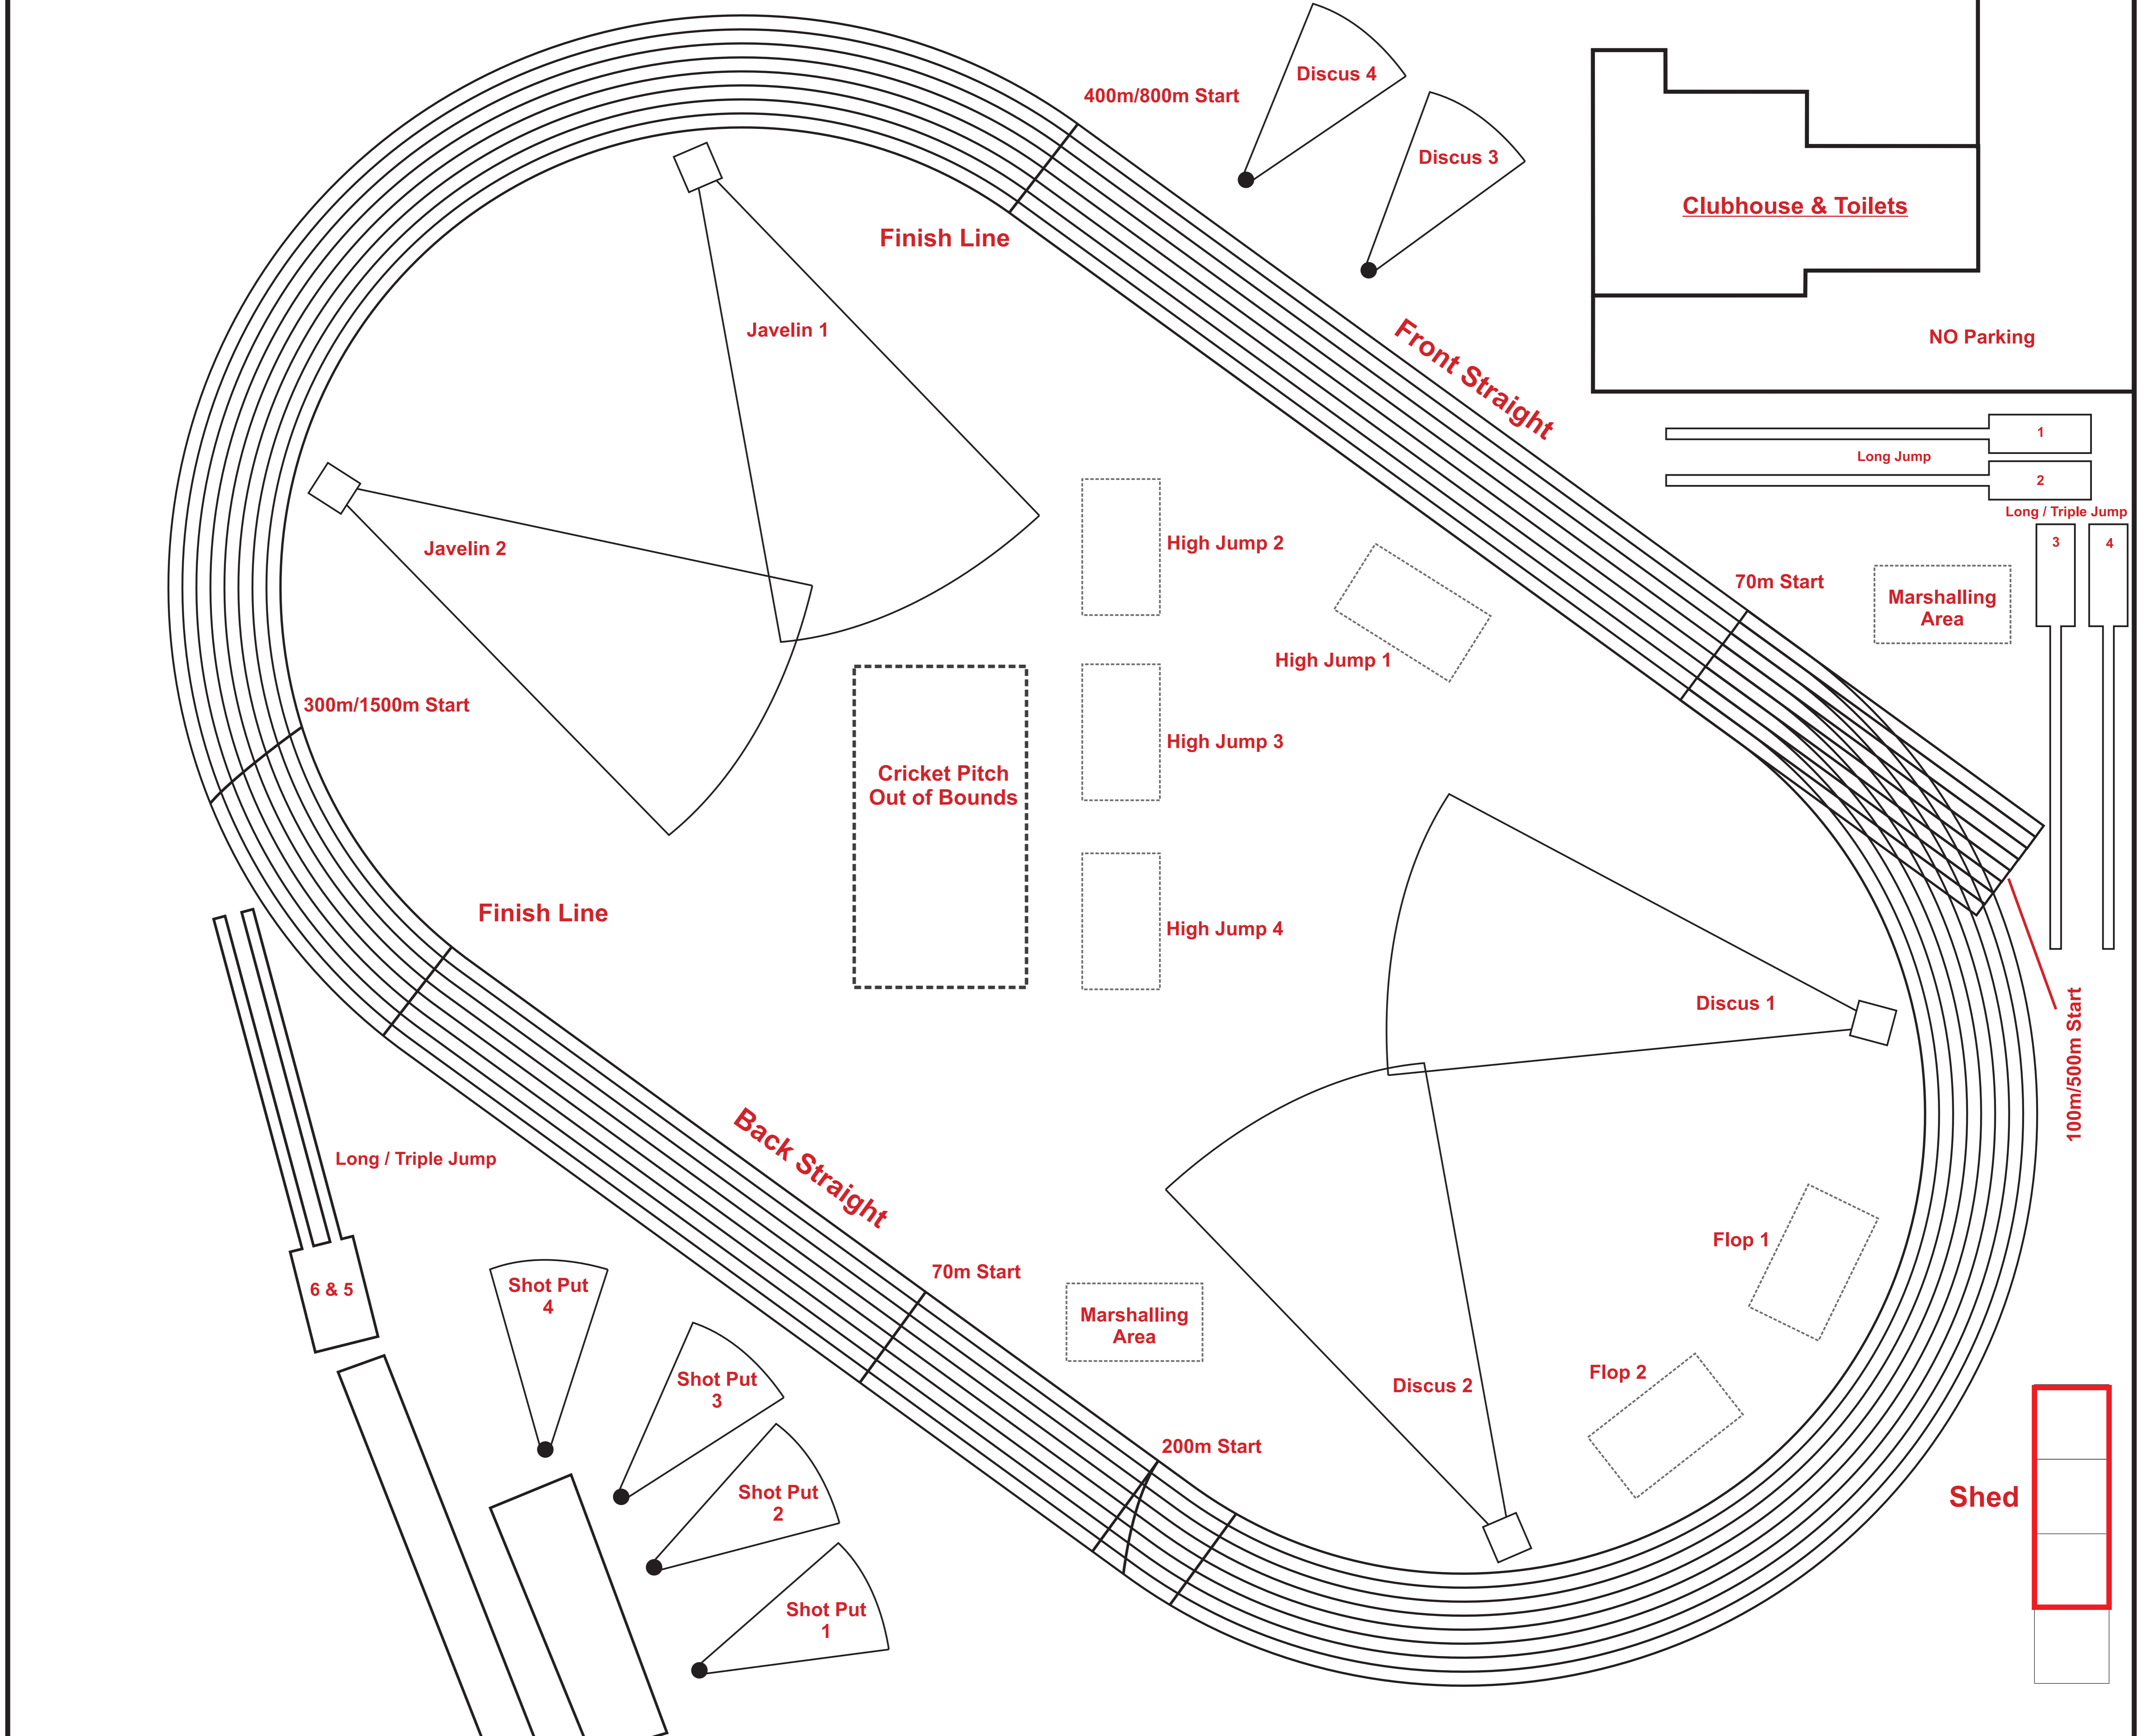 Discus 4
400m/800m Start
Discus 3
Clubhouse & Toilets
Finish Line
Javelin 1
Front Straight
NO Parking
1
Long Jump
2
Long / Triple Jump
3
4
Javelin 2
High Jump 2
70m Start
Marshalling
Area
High Jump 1
300m/1500m Start
High Jump 3
Cricket Pitch
Out of Bounds
Finish Line
High Jump 4
Discus 1
100m/500m Start
Back Straight
Long / Triple Jump
Flop 1
70m Start
6 & 5
Shot Put
4
Marshalling
Area
Shot Put
3
Discus 2
Flop 2
200m Start
Shot Put
2
Shed
Shot Put
1